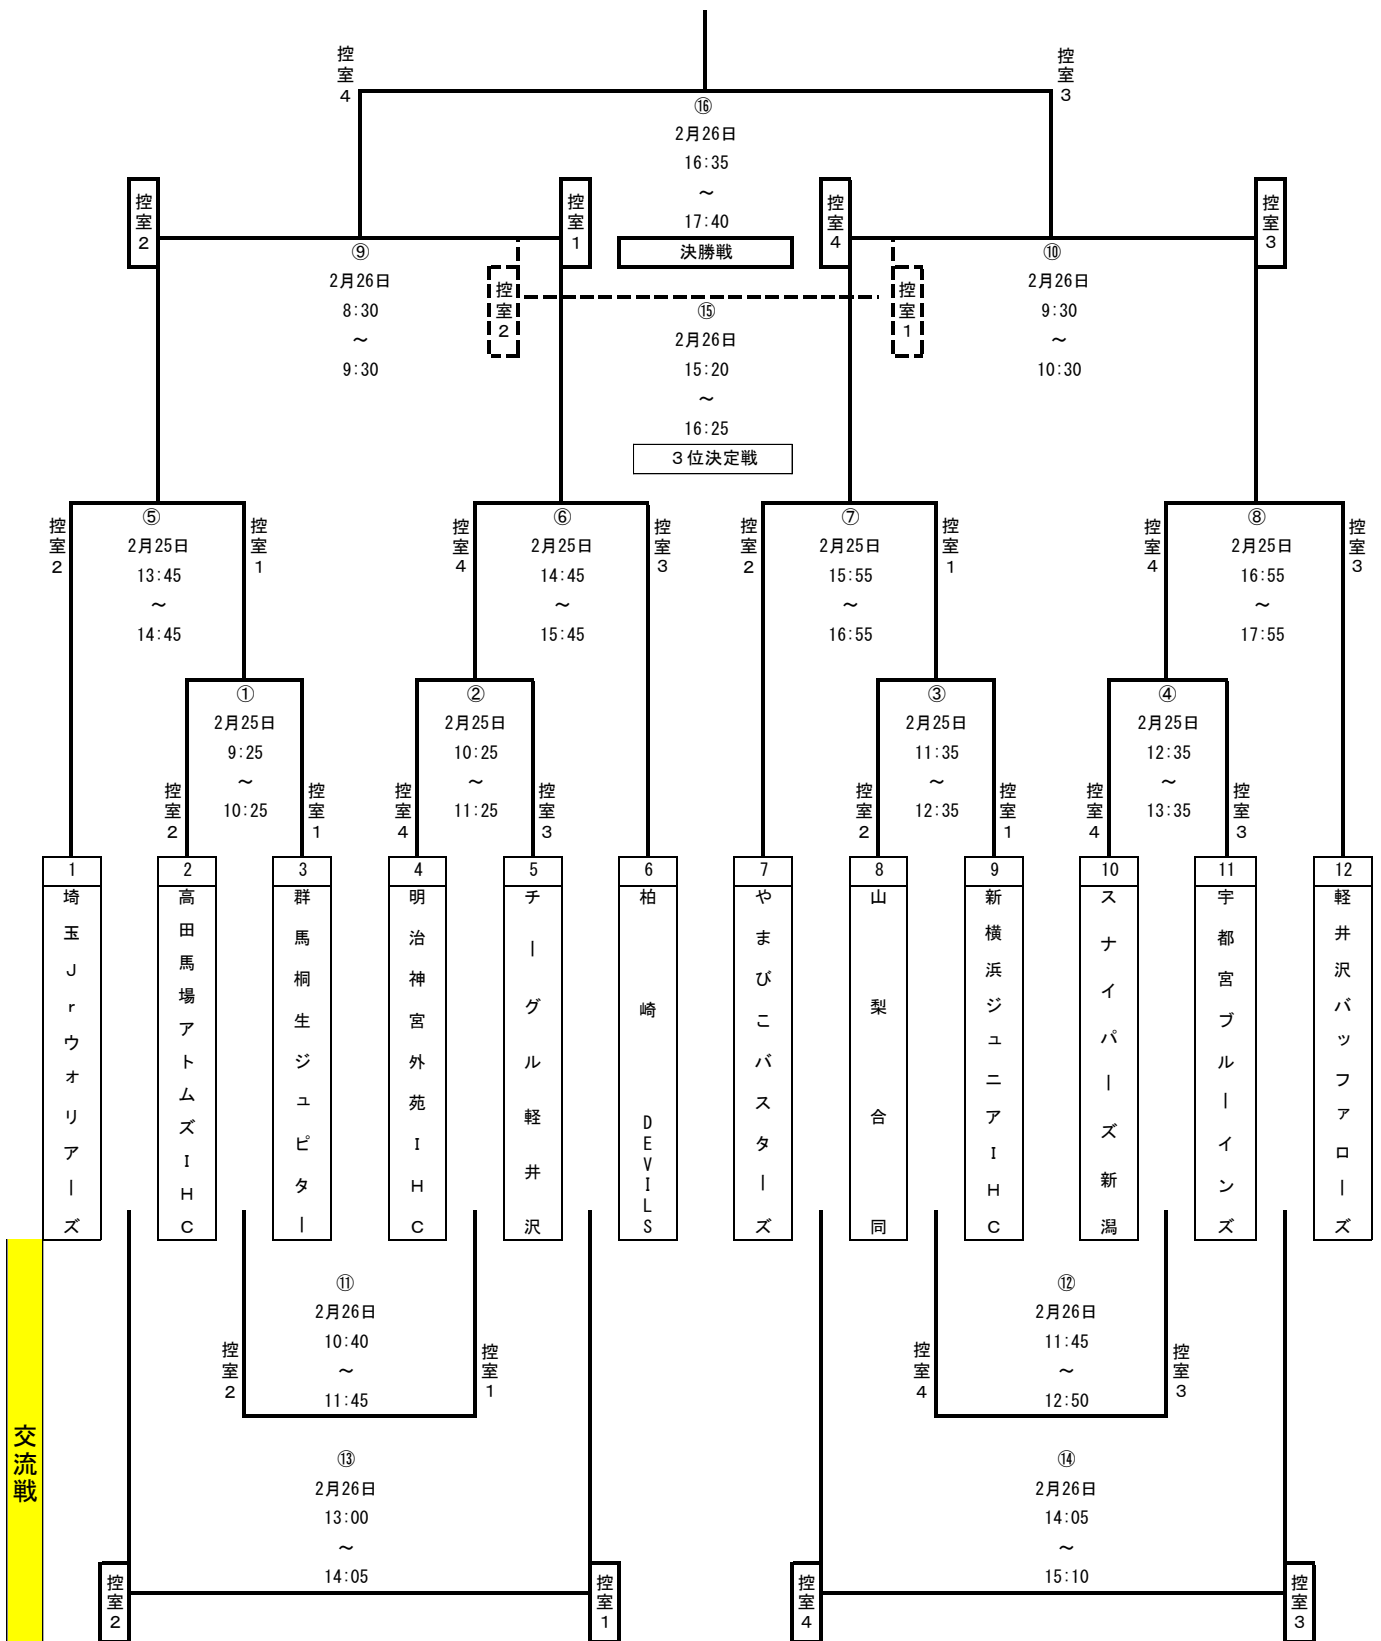 控室4
控室3
⑯
2月26日
16:35
～
17:40
決勝戦
控室2
控室1
控室4
控室3
⑨
2月26日
8:30
～
9:30
⑩
2月26日
9:30
～
10:30
控室2
控室1
⑮
2月26日
15:20
～
16:25
３位決定戦
控室2
⑤
2月25日
13:45
～
14:45
控室1
控室4
⑥
2月25日
14:45
～
15:45
控室3
控室2
⑦
2月25日
15:55
～
16:55
控室1
控室4
⑧
2月25日
16:55
～
17:55
控室3
控室2
①
2月25日
9:25
～
10:25
控室1
控室4
②
2月25日
10:25
～
11:25
控室3
控室2
③
2月25日
11:35
～
12:35
控室1
控室4
④
2月25日
12:35
～
13:35
控室3
1
埼玉Jrウォリアーズ
2
高田馬場アトムズIHC
3
群馬桐生ジュピター
4
明治神宮外苑IHC
5
チーグル軽井沢
6
柏崎DEVILS
7
やまびこバスターズ
8
山梨合同
9
新横浜ジュニアIHC
10
スナイパーズ新潟
11
宇都宮ブルーインズ
12
軽井沢バッファローズ
交流戦
控室2
⑪
2月26日
10:40
～
11:45
控室1
控室4
⑫
2月26日
11:45
～
12:50
控室3
控室2
⑬
2月26日
13:00
～
14:05
控室1
控室4
⑭
2月26日
14:05
～
15:10
控室3